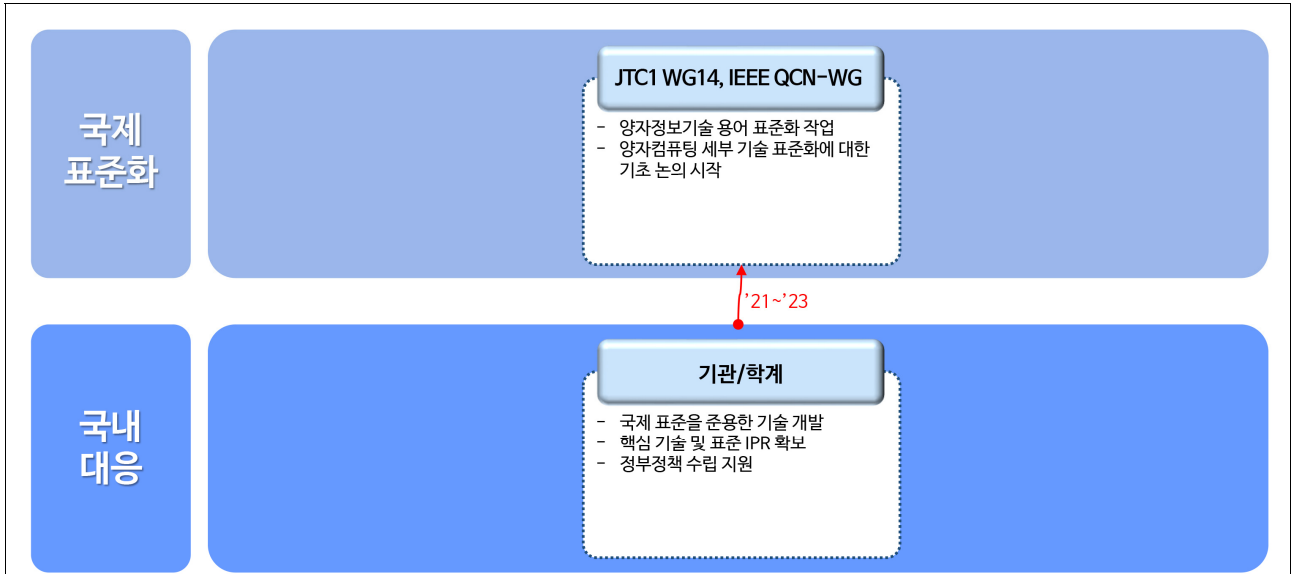 국제
표준화
JTC1 WG14, IEEE QCN-WG
- 양자정보기술 용어 표준화 작업
- 양자컴퓨팅 세부 기술 표준화에 대한
기초 논의 시작
’21~’23
국내
대응
기관/학계
- 국제 표준을 준용한 기술 개발
- 핵심 기술 및 표준 IPR 확보
- 정부정책 수립 지원